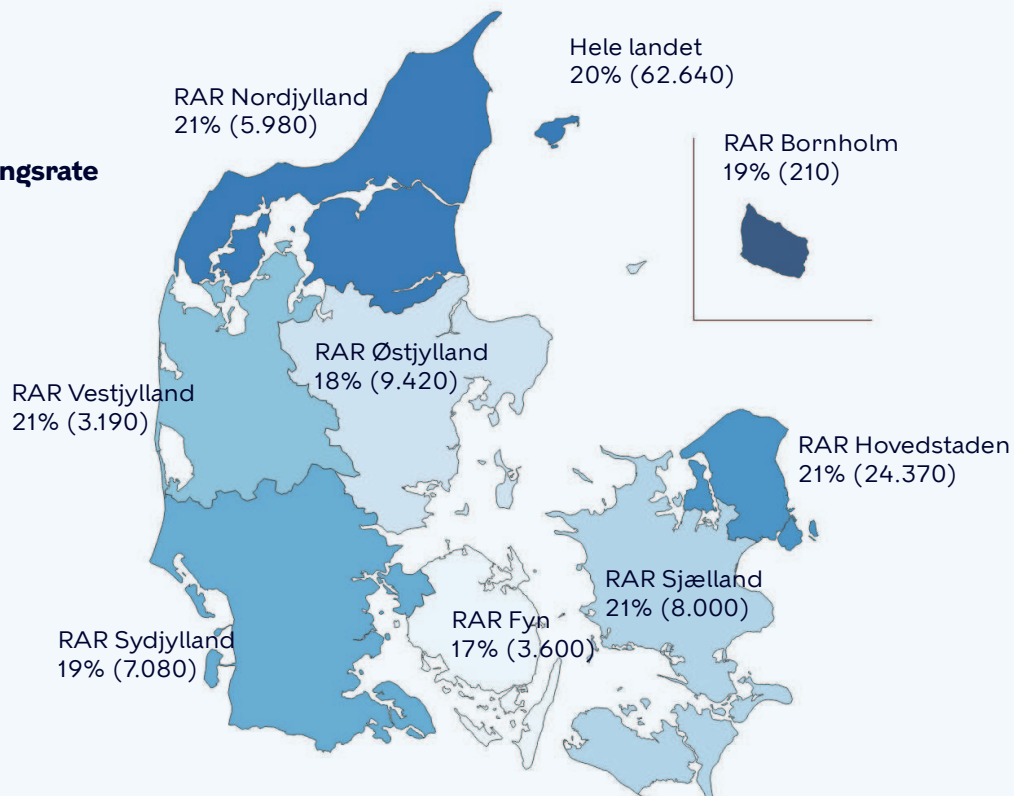 Hele landet
20% (62.640)
RAR Nordjylland
21% (5.980)
RAR Bornholm
19% (210)
ngsrate
RAR Østjylland
18% (9.420)
RAR Vestjylland
21% (3.190)
RAR Hovedstaden
21% (24.370)
RAR Sjælland
21% (8.000)
RAR Fyn
17% (3.600)
RAR Sydjylland
19% (7.080)